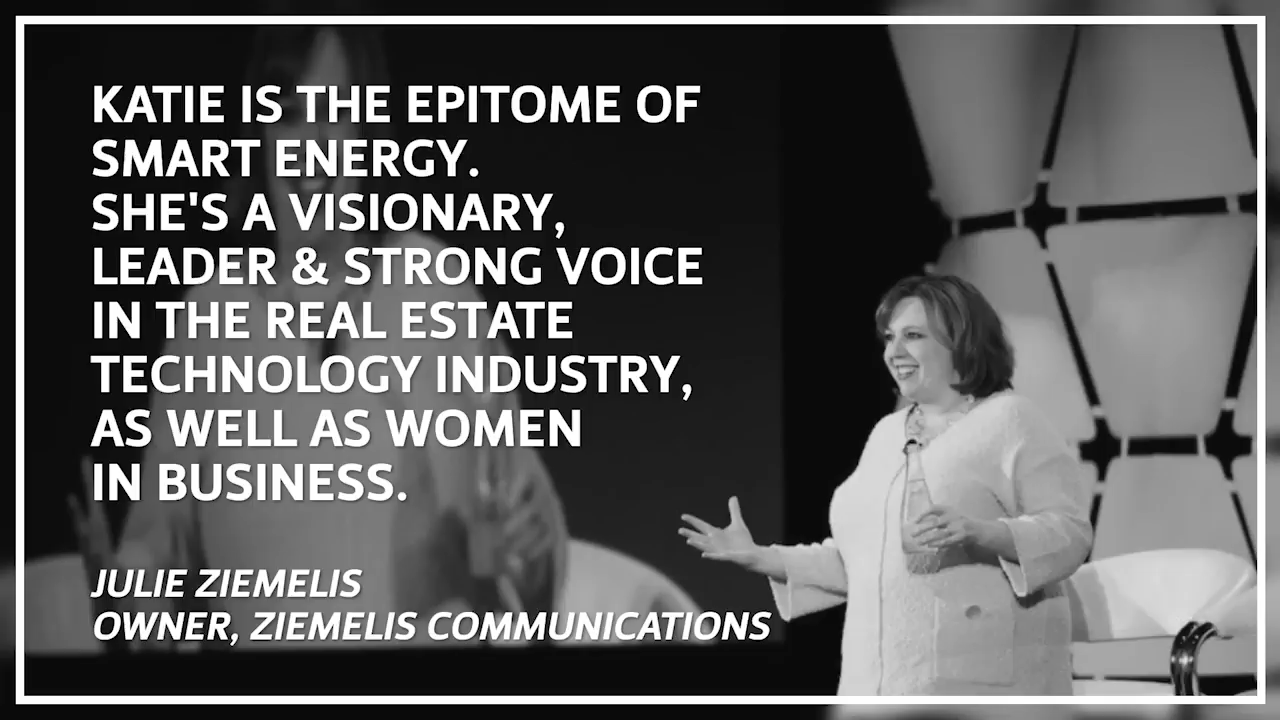 KATIE IS THE EPITOME OF
SMART ENERGY.
SHE'S A VISIONARY,
LEADER & STRONG VOICE
IN THE REAL ESTATE
TECHNOLOGY INDUSTRY,
AS WELL AS WOMEN
IN BUSINESS.
JULIE ZIEMELIS
OWNER, ZIEMELIS COMMUNICATIONS